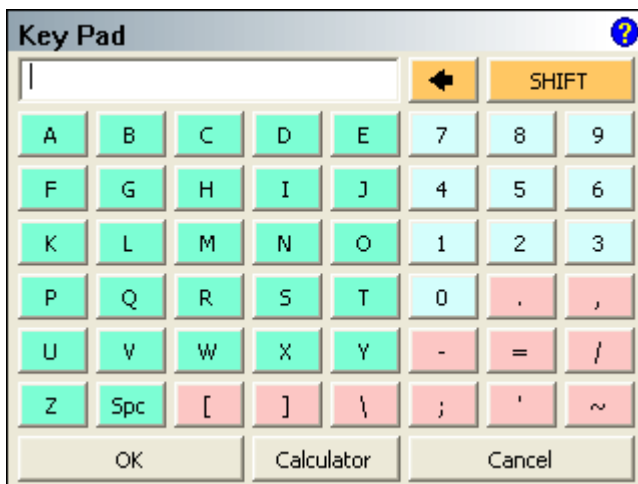 Key Pad ?
SHIFT
A B C D E 7 8 9
F G H I J 4 5 6
K L M N O 1 2 3
P Q R S T 0 . ,
U V W X Y - = /
Z Spc [ ] \ ; ' ~
OK Calculator Cancel